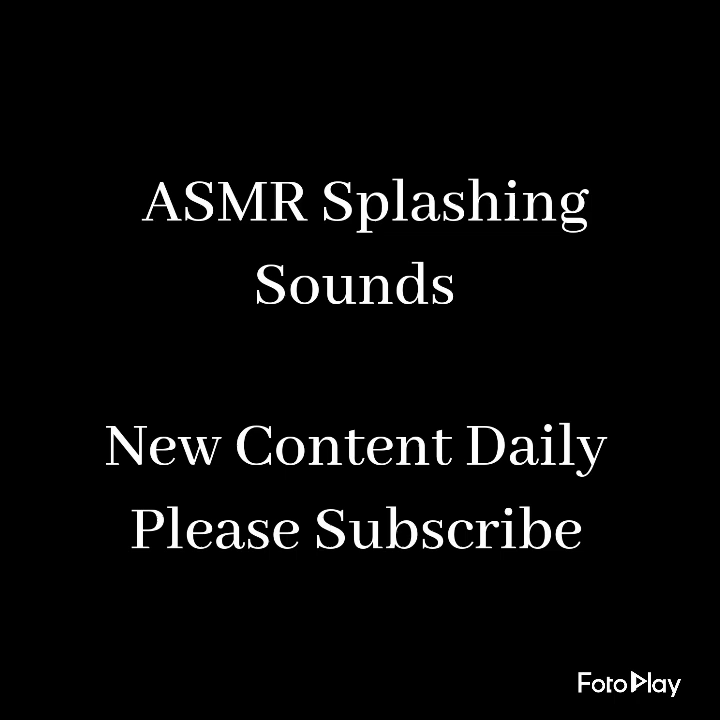 ASMR Splashing
Sounds
New Content Daily
Please Subscribe
FotoPlay